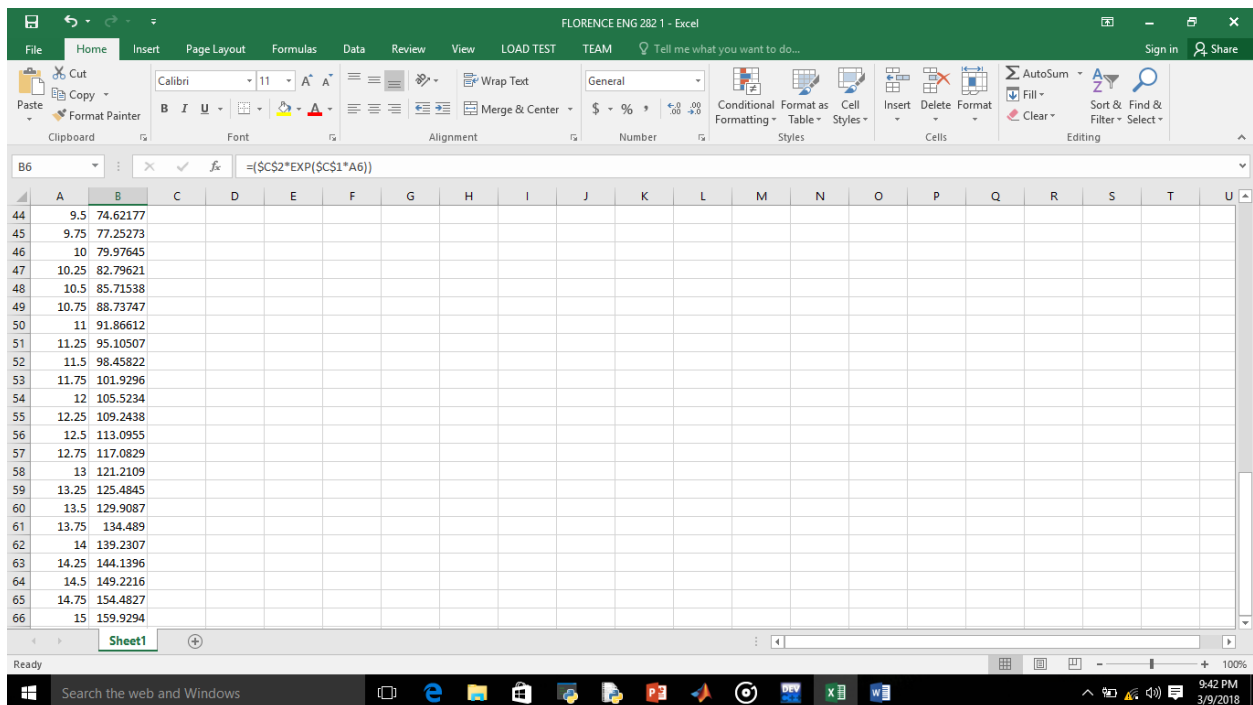 FLORENCE ENG 282 1 - Excel
File Home Insert Page Layout Formulas Data Review View LOAD TEST TEAM Tell me what you want to do... Sign in Share
Cut
Copy
Format Painter
Paste
Clipboard
Calibri 11
B I U
Font
Wrap Text
Merge & Center
Alignment
General
$ % ,
Number
Conditional Formatting
Format as Table
Cell Styles
Styles
Insert Delete Format
Cells
AutoSum
Fill
Clear
Sort & Filter
Find & Select
Editing
B6 fx =($C$2*EXP($C$1*A6))
A B C D E F G H I J K L M N O P Q R S T U
44 9.5 74.62177
45 9.75 77.25273
46 10 79.97645
47 10.25 82.79621
48 10.5 85.71538
49 10.75 88.73747
50 11 91.86612
51 11.25 95.10507
52 11.5 98.45822
53 11.75 101.9296
54 12 105.5234
55 12.25 109.2438
56 12.5 113.0955
57 12.75 117.0829
58 13 121.2109
59 13.25 125.4845
60 13.5 129.9087
61 13.75 134.489
62 14 139.2307
63 14.25 144.1396
64 14.5 149.2216
65 14.75 154.4827
66 15 159.9294
Sheet1
Ready 100%
Search the web and Windows
DEV
9:42 PM
3/9/2018